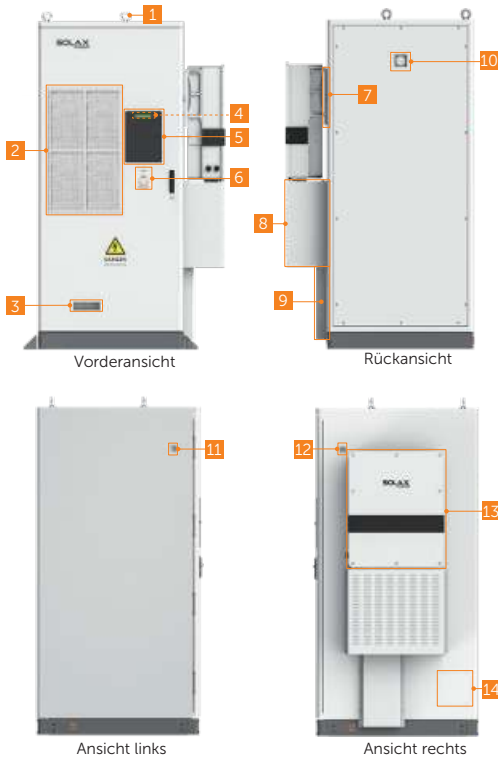 1
SOLAX
2
4
5
6
DANGER
3
Vorderansicht
7
10
8
9
Rückansicht
11
Ansicht links
12
SOLAX
13
14
Ansicht rechts